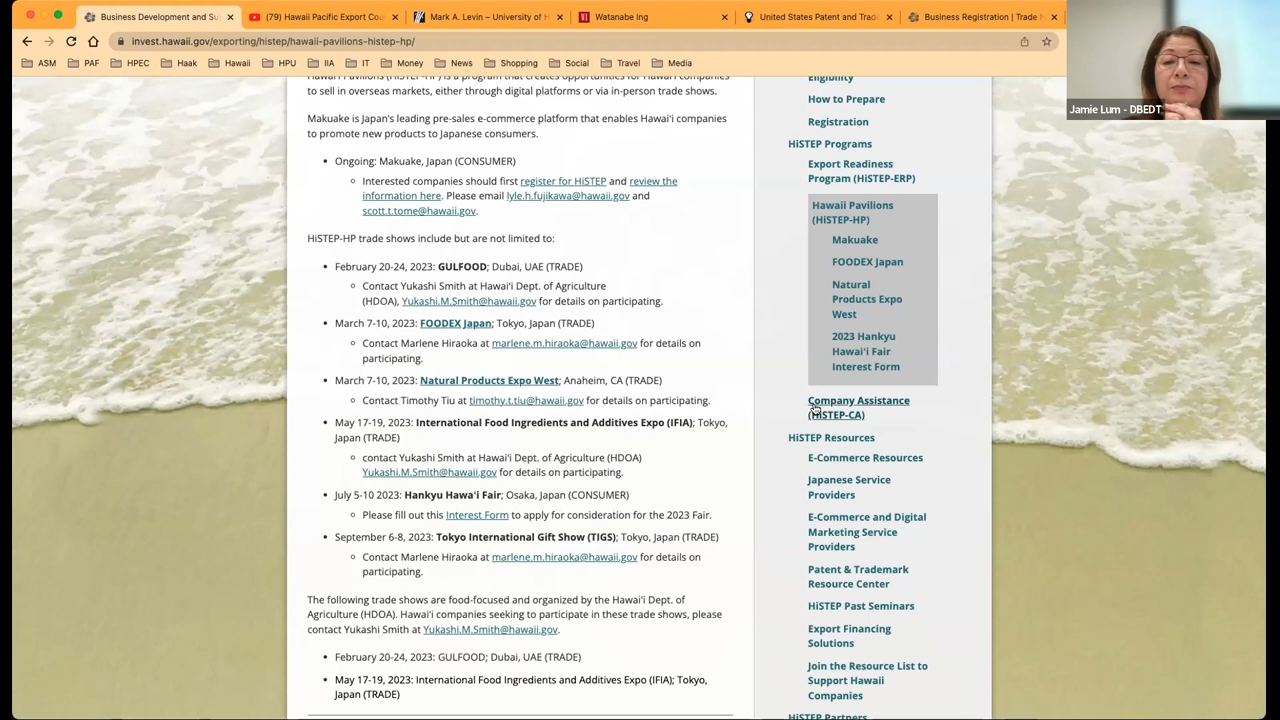 Business Development and Su
(79) Hawaii Pacific Export Cou
Mark A. Levin – University of H
Watanabe Ing
United States Patent and Trade
Business Registration | Trade N
invest.hawaii.gov/exporting/histep/hawaii-pavilions-histep-hp/
ASM
PAF
HPEC
Haak
Hawaii
HPU
IIA
IT
Money
News
Shopping
Social
Travel
Media
Jamie Lum - DBEDT
Hawaii Pavilions (HiSTEP-HP) is a program that creates opportunities for Hawaii companies
to sell in overseas markets, either through digital platforms or via in-person trade shows.
Makuake is Japan's leading pre-sales e-commerce platform that enables Hawai'i companies
to promote new products to Japanese consumers.
• Ongoing: Makuake, Japan (CONSUMER)
Interested companies should first register for HiSTEP and review the
information here. Please email lyle.h.fujikawa@hawaii.gov and
scott.t.tome@hawaii.gov.
HiSTEP-HP trade shows include but are not limited to:
• February 20-24, 2023: GULFOOD; Dubai, UAE (TRADE)
Contact Yukashi Smith at Hawai'i Dept. of Agriculture
(HDOA), Yukashi.M.Smith@hawaii.gov for details on participating.
• March 7-10, 2023: FOODEX Japan; Tokyo, Japan (TRADE)
Contact Marlene Hiraoka at marlene.m.hiraoka@hawaii.gov for details on
participating.
• March 7-10, 2023: Natural Products Expo West; Anaheim, CA (TRADE)
Contact Timothy Tiu at timothy.t.tiu@hawaii.gov for details on participating.
• May 17-19, 2023: International Food Ingredients and Additives Expo (IFIA); Tokyo,
Japan (TRADE)
contact Yukashi Smith at Hawai'i Dept. of Agriculture (HDOA)
Yukashi.M.Smith@hawaii.gov for details on participating.
• July 5-10 2023: Hankyu Hawa'i Fair; Osaka, Japan (CONSUMER)
Please fill out this Interest Form to apply for consideration for the 2023 Fair.
• September 6-8, 2023: Tokyo International Gift Show (TIGS); Tokyo, Japan (TRADE)
Contact Marlene Hiraoka at marlene.m.hiraoka@hawaii.gov for details on
participating.
The following trade shows are food-focused and organized by the Hawai'i Dept. of
Agriculture (HDOA). Hawai'i companies seeking to participate in these trade shows, please
contact Yukashi Smith at Yukashi.M.Smith@hawaii.gov.
• February 20-24, 2023: GULFOOD; Dubai, UAE (TRADE)
• May 17-19, 2023: International Food Ingredients and Additives Expo (IFIA); Tokyo,
Japan (TRADE)
Eligibility
How to Prepare
Registration
HiSTEP Programs
Export Readiness
Program (HiSTEP-ERP)
Hawaii Pavilions
(HiSTEP-HP)
Makuake
FOODEX Japan
Natural
Products Expo
West
2023 Hankyu
Hawai'i Fair
Interest Form
Company Assistance
(HiSTEP-CA)
HiSTEP Resources
E-Commerce Resources
Japanese Service
Providers
E-Commerce and Digital
Marketing Service
Providers
Patent & Trademark
Resource Center
HiSTEP Past Seminars
Export Financing
Solutions
Join the Resource List to
Support Hawaii
Companies
HiSTEP Partners